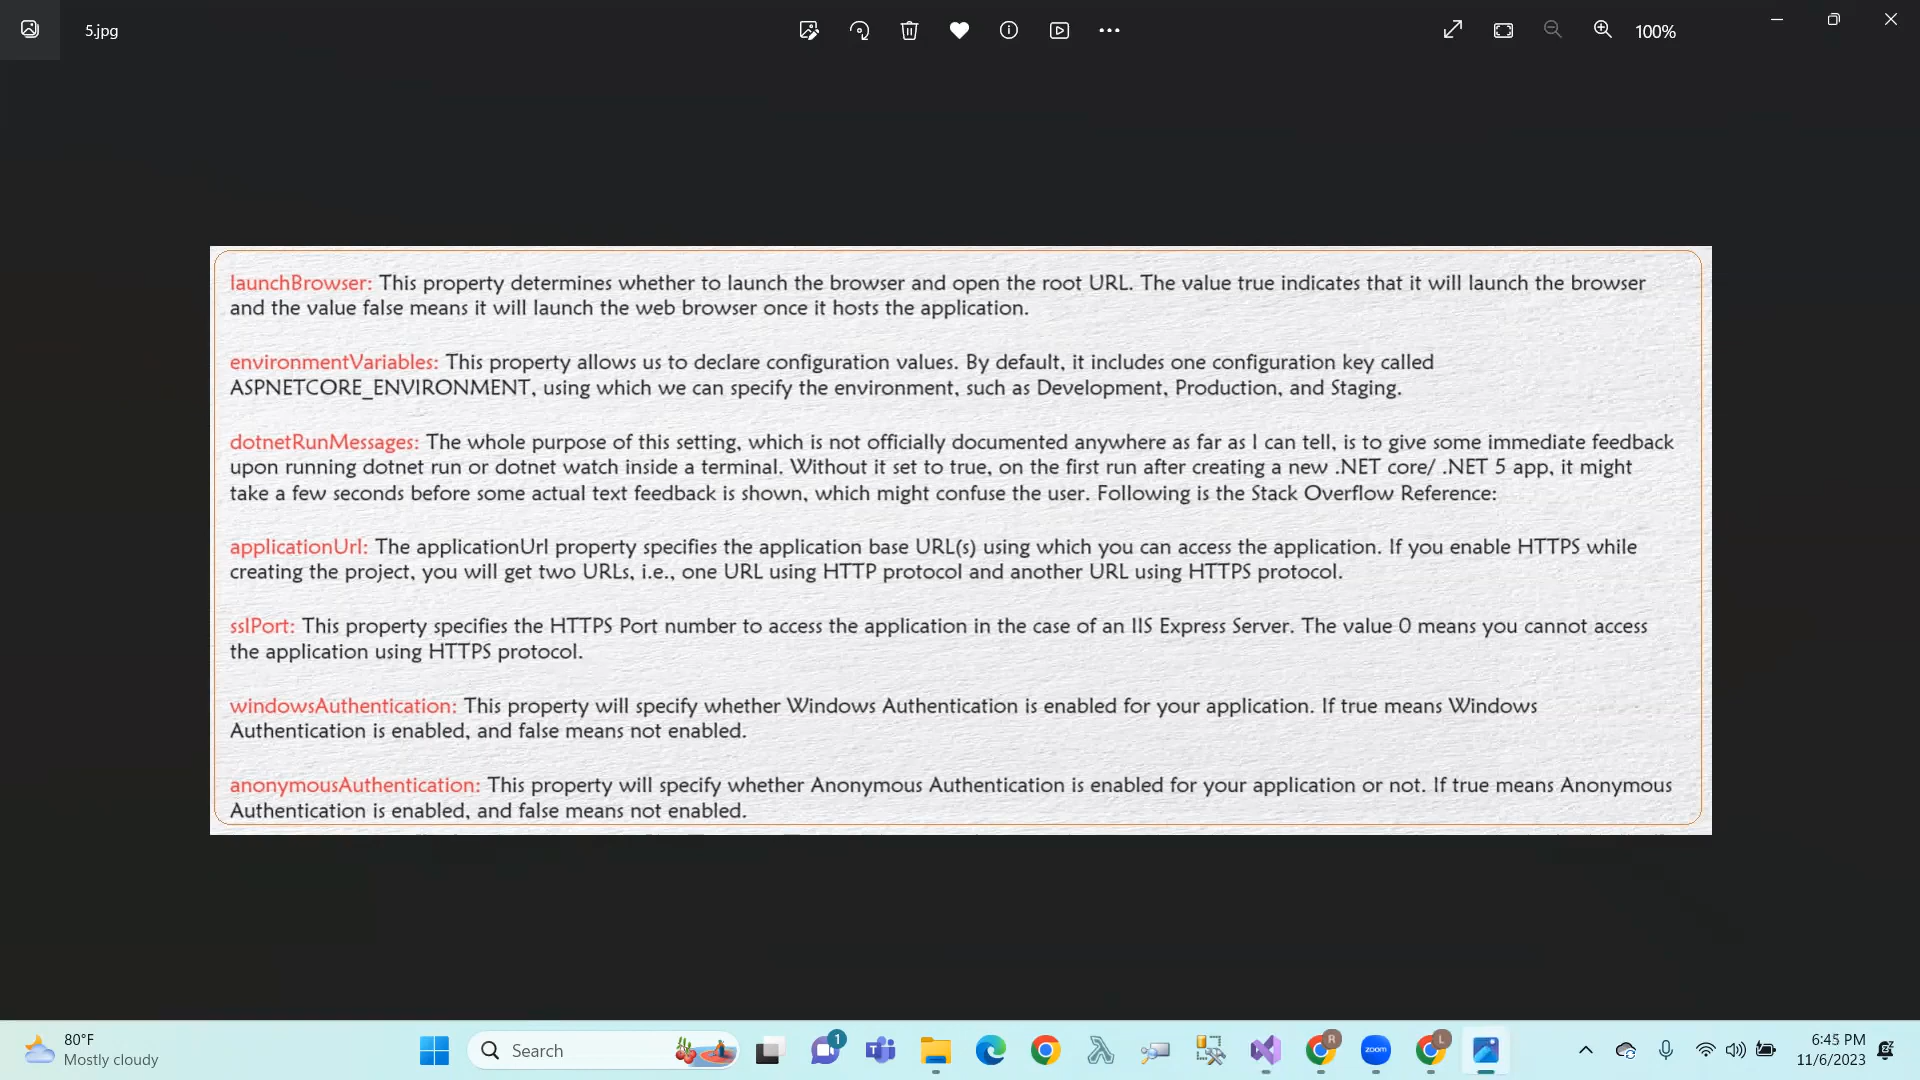 5.jpg
100%
launchBrowser: This property determines whether to launch the browser and open the root URL. The value true indicates that it will launch the browser
and the value false means it will launch the web browser once it hosts the application.
environmentVariables: This property allows us to declare configuration values. By default, it includes one configuration key called
ASPNETCORE_ENVIRONMENT, using which we can specify the environment, such as Development, Production, and Staging.
dotnetRunMessages: The whole purpose of this setting, which is not officially documented anywhere as far as I can tell, is to give some immediate feedback
upon running dotnet run or dotnet watch inside a terminal. Without it set to true, on the first run after creating a new .NET core/ .NET 5 app, it might
take a few seconds before some actual text feedback is shown, which might confuse the user. Following is the Stack Overflow Reference:
applicationUrl: The applicationUrl property specifies the application base URL(s) using which you can access the application. If you enable HTTPS while
creating the project, you will get two URLs, i.e., one URL using HTTP protocol and another URL using HTTPS protocol.
sslPort: This property specifies the HTTPS Port number to access the application in the case of an IIS Express Server. The value 0 means you cannot access
the application using HTTPS protocol.
windowsAuthentication: This property will specify whether Windows Authentication is enabled for your application. If true means Windows
Authentication is enabled, and false means not enabled.
anonymousAuthentication: This property will specify whether Anonymous Authentication is enabled for your application or not. If true means Anonymous
Authentication is enabled, and false means not enabled.
80°F
Mostly cloudy
Search
1
R
zoom
L
6:45 PM
11/6/2023